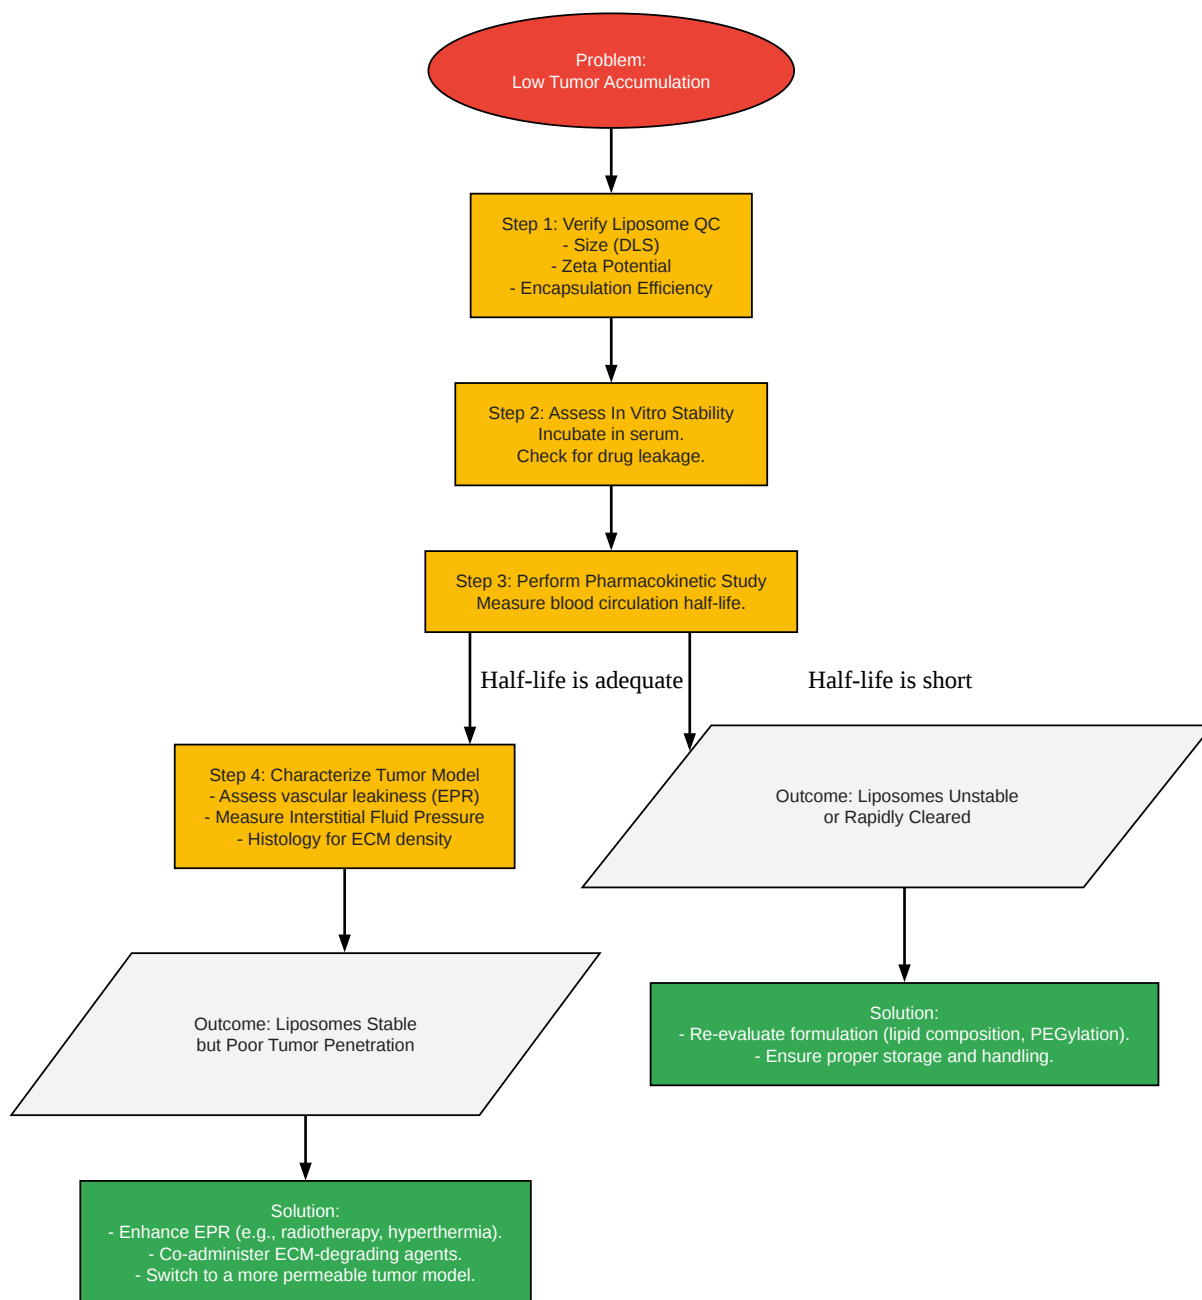 Problem:
Low Tumor Accumulation
Step 1: Verify Liposome QC
- Size (DLS)
- Zeta Potential
- Encapsulation Efficiency
Step 2: Assess In Vitro Stability
Incubate in serum.
Check for drug leakage.
Step 3: Perform Pharmacokinetic Study
Measure blood circulation half-life.
Half-life is adequate
Half-life is short
Step 4: Characterize Tumor Model
- Assess vascular leakiness (EPR)
- Measure Interstitial Fluid Pressure
- Histology for ECM density
Outcome: Liposomes Unstable
or Rapidly Cleared
Outcome: Liposomes Stable
but Poor Tumor Penetration
Solution:
- Re-evaluate formulation (lipid composition, PEGylation).
- Ensure proper storage and handling.
Solution:
- Enhance EPR (e.g., radiotherapy, hyperthermia).
- Co-administer ECM-degrading agents.
- Switch to a more permeable tumor model.